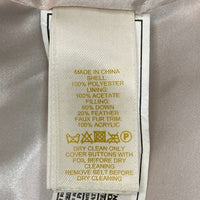 MADE IN CHINA
SHELL:
100% POLYESTER
LINING:
100% ACETATE
FILLING:
80% DOWN
20% FEATHER
FAUX FUR TRIM:
100% ACRYLIC
P
DRY CLEAN ONLY
COVER BUTTONS WITH
FOIL BEFORE DRY
CLEANING
REMOVE BELT BEFORE
DRY CLEANING